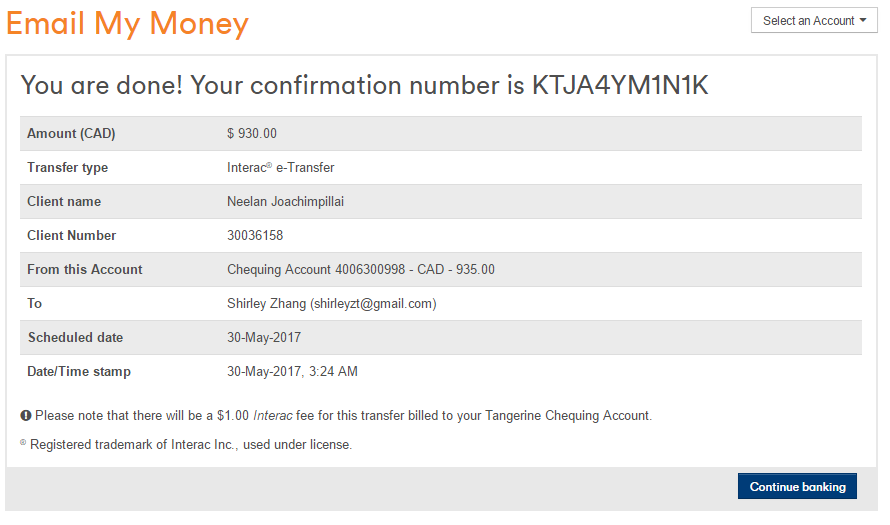 Email My Money
Select an Account
You are done! Your confirmation number is KTJA4YM1N1K
Amount (CAD) $ 930.00
Transfer type Interac® e-Transfer
Client name Neelan Joachimpillai
Client Number 30036158
From this Account Chequing Account 4006300998 - CAD - 935.00
To Shirley Zhang (shirleyzt@gmail.com)
Scheduled date 30-May-2017
Date/Time stamp 30-May-2017, 3:24 AM
Please note that there will be a $1.00 Interac fee for this transfer billed to your Tangerine Chequing Account.
® Registered trademark of Interac Inc., used under license.
Continue banking